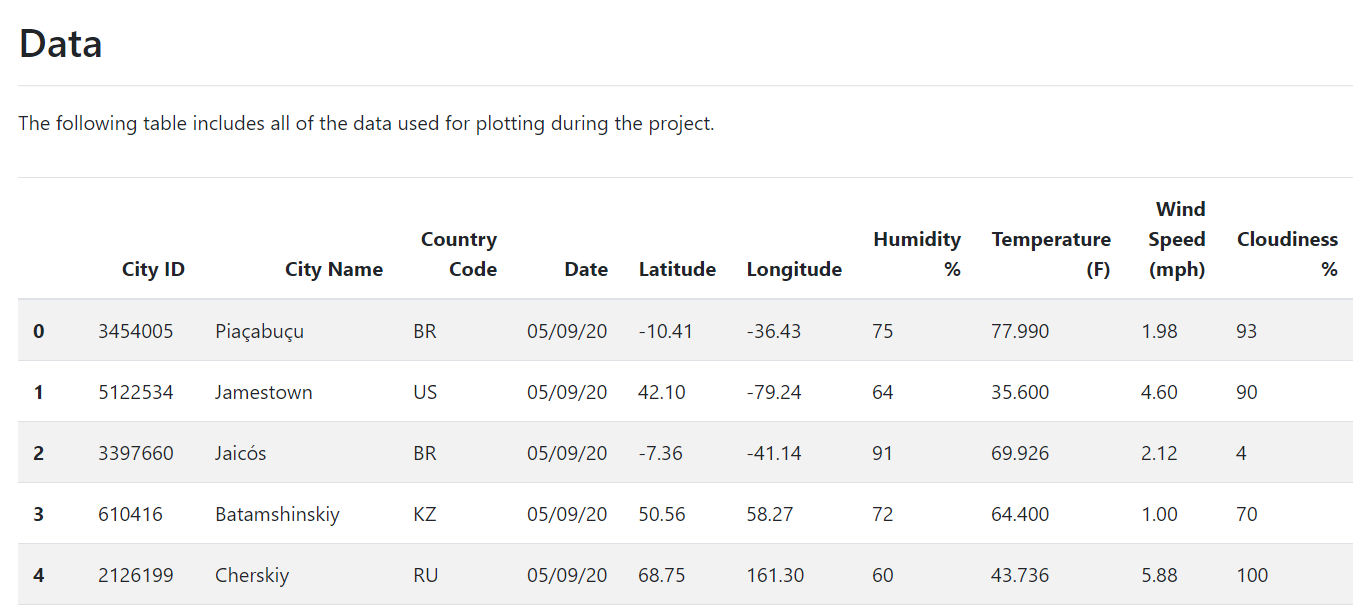 Data
The following table includes all of the data used for plotting during the project.
City ID City Name Country Code Date Latitude Longitude Humidity % Temperature (F) Wind Speed (mph) Cloudiness %
0 3454005 Piaçabuçu BR 05/09/20 -10.41 -36.43 75 77.990 1.98 93
1 5122534 Jamestown US 05/09/20 42.10 -79.24 64 35.600 4.60 90
2 3397660 Jaicós BR 05/09/20 -7.36 -41.14 91 69.926 2.12 4
3 610416 Batamshinskiy KZ 05/09/20 50.56 58.27 72 64.400 1.00 70
4 2126199 Cherskiy RU 05/09/20 68.75 161.30 60 43.736 5.88 100